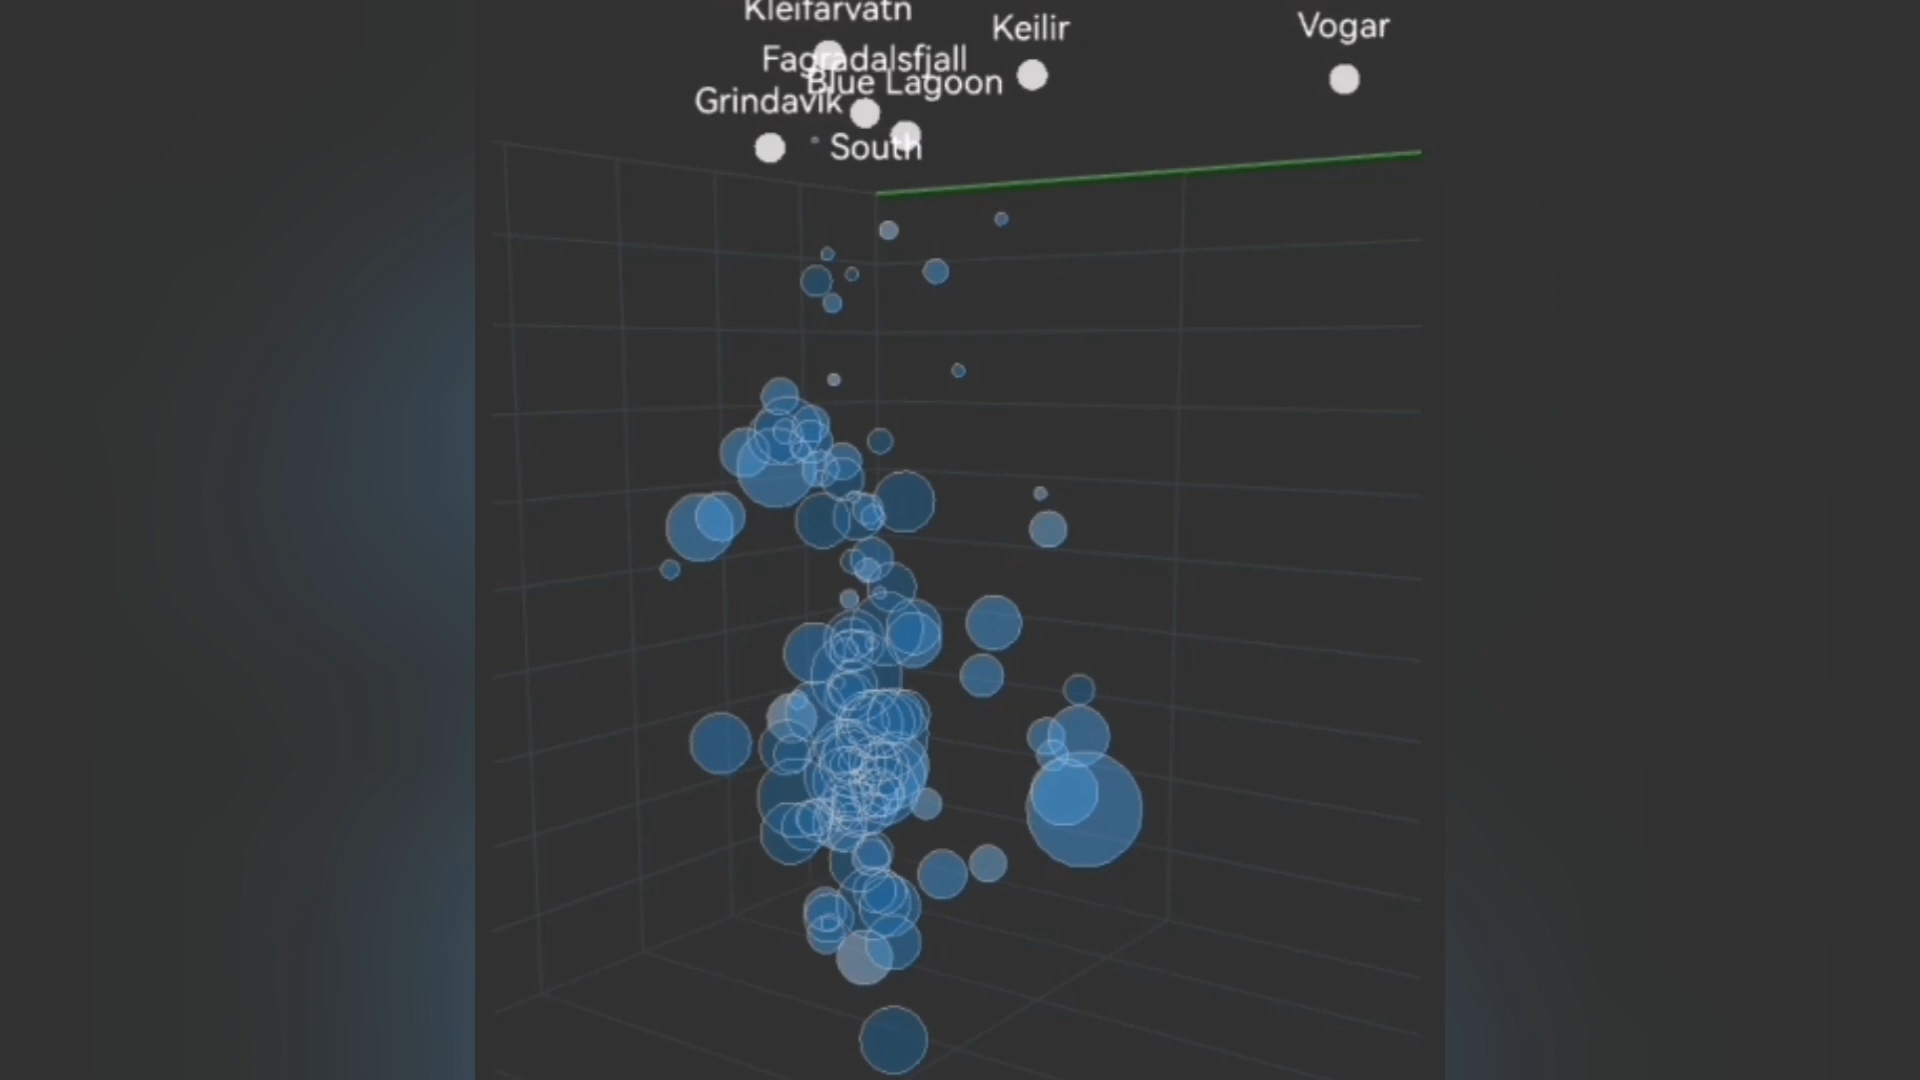 Kleifarvatn
Keilir
Vogar
Fagradalsfjall
Blue Lagoon
Grindavik
South